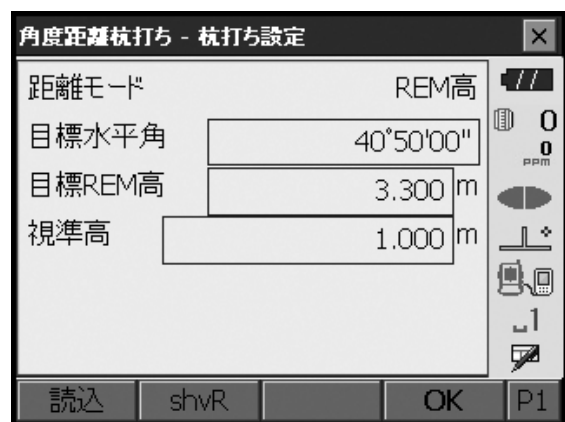 角度距離杭打ち - 杭打ち設定
距離モード REM高
目標水平角 40°50'00"
目標REM高 3.300 m
視準高 1.000 m
0
0
PPM
1
読込 shvR OK P1